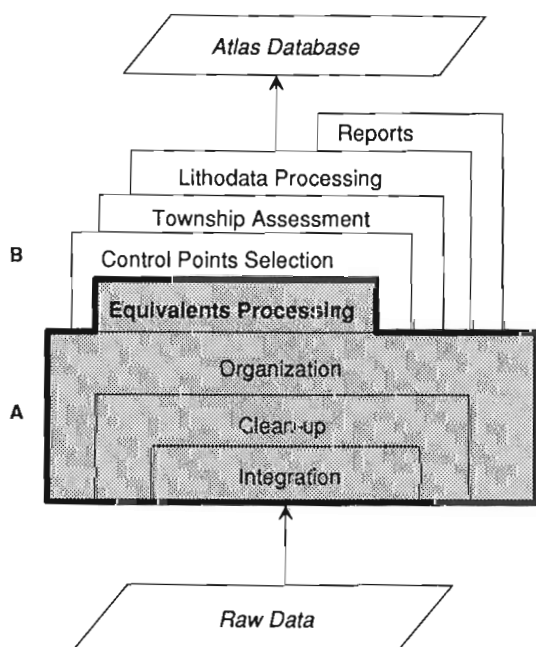 Atlas Database
Reports
Lithodata Processing
Township Assessment
B
Control Points Selection
Equivalents Processing
Organization
A
Clean-up
Integration
Raw Data